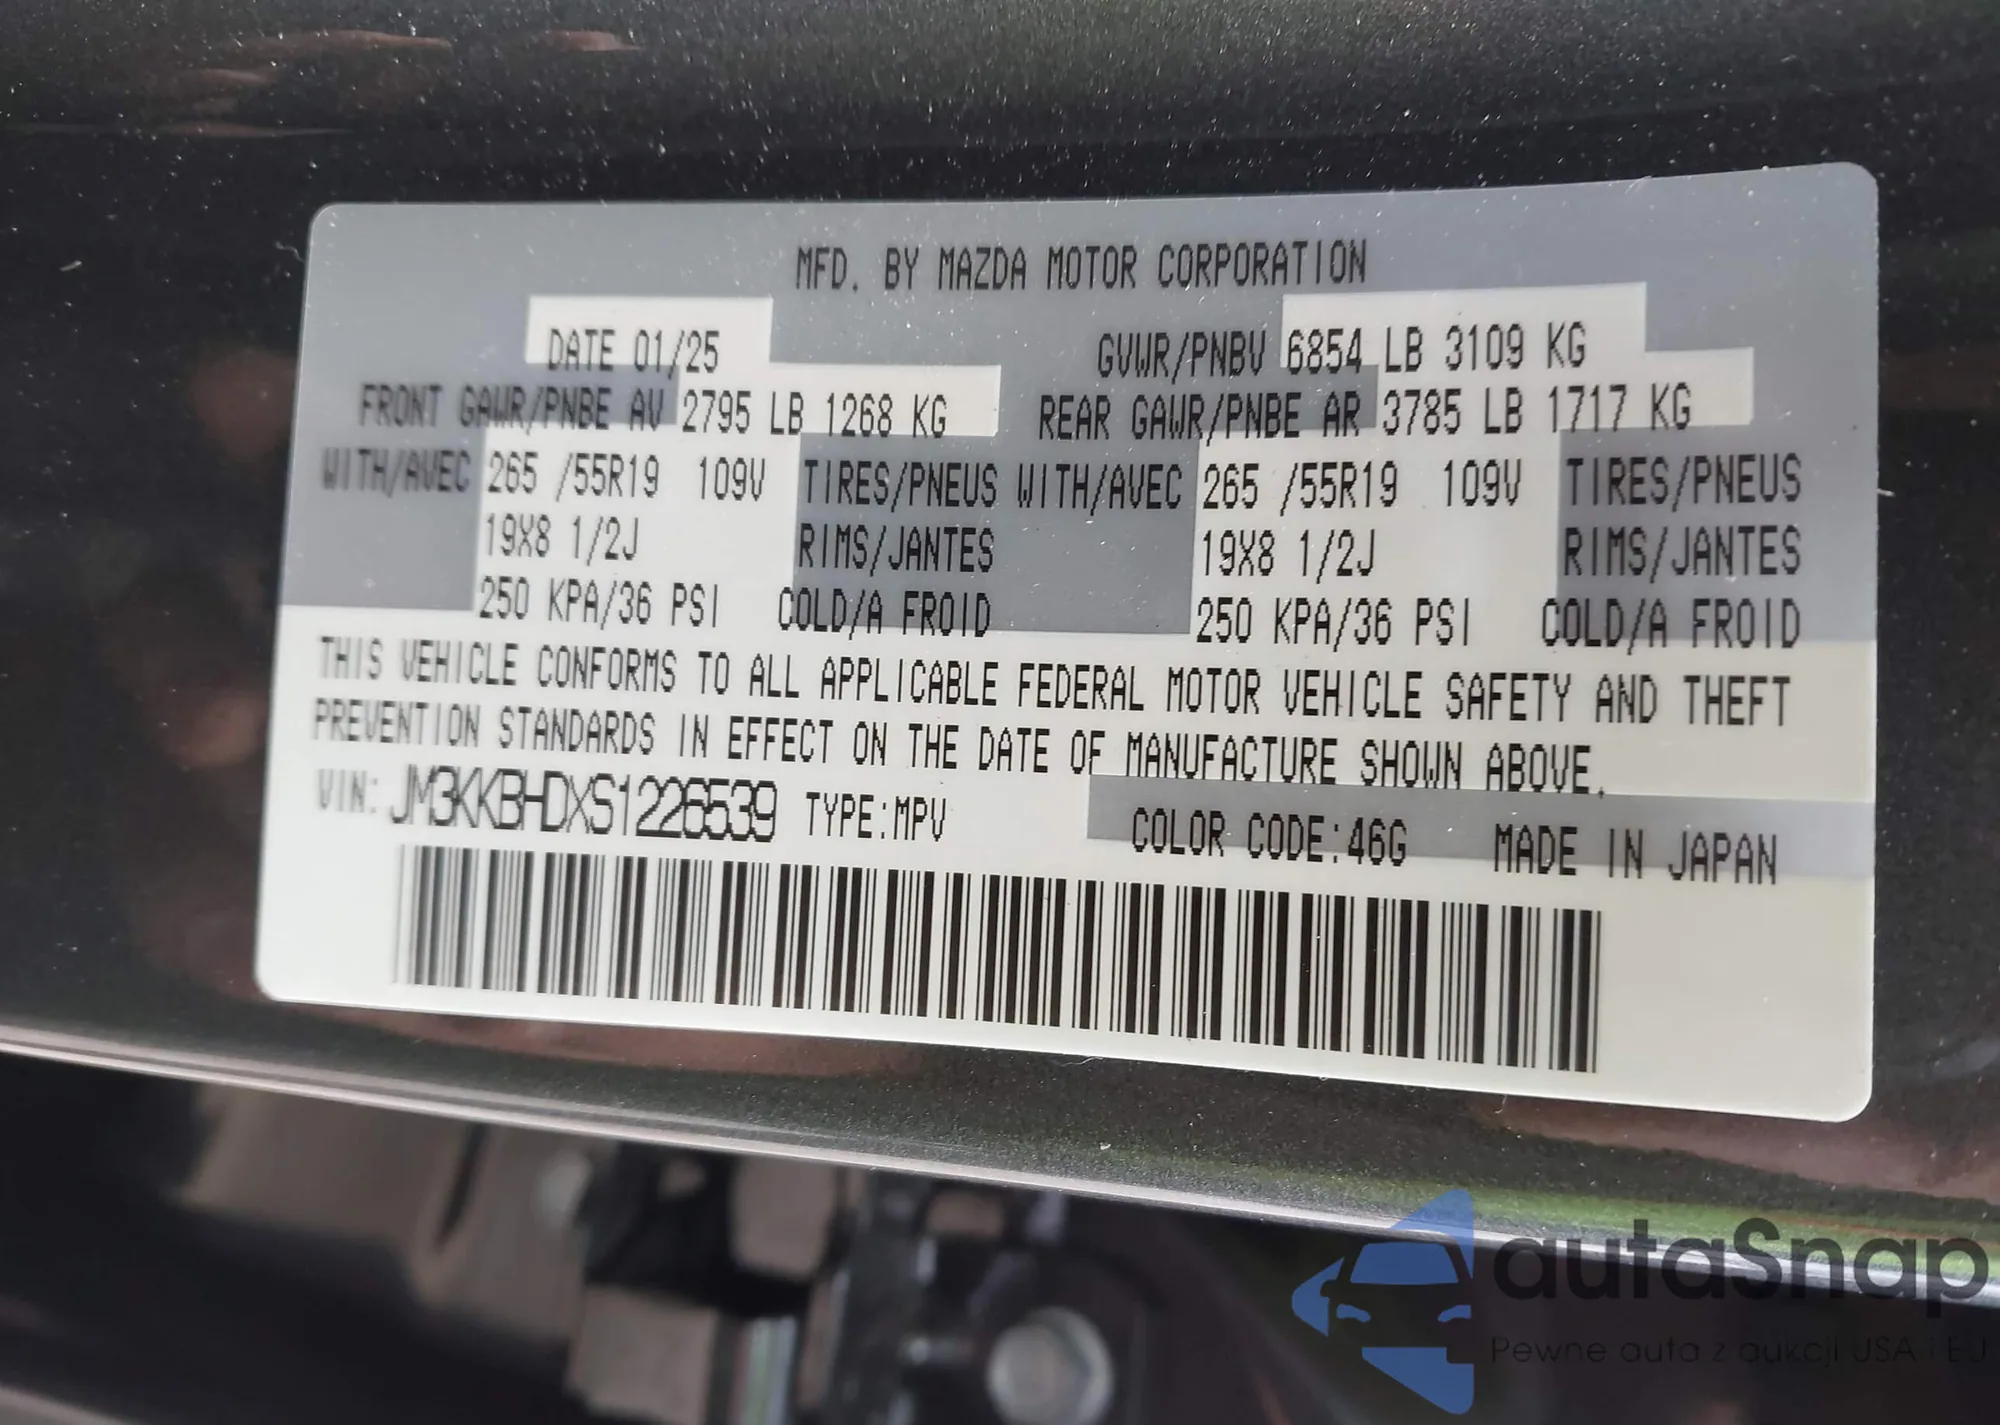 MFD. BY MAZDA MOTOR CORPORATION
DATE 01/25 GVWR/PNBV 6854 LB 3109 KG
FRONT GAWR/PNBE AV 2795 LB 1268 KG REAR GAWR/PNBE AR 3785 LB 1717 KG
WITH/AVEC 265 /55R19 109V TIRES/PNEUS WITH/AVEC 265 /55R19 109V TIRES/PNEUS
19X8 1/2J RIMS/JANTES 19X8 1/2J RIMS/JANTES
250 KPA/36 PSI COLD/A FROID 250 KPA/36 PSI COLD/A FROID
THIS VEHICLE CONFORMS TO ALL APPLICABLE FEDERAL MOTOR VEHICLE SAFETY AND THEFT
PREVENTION STANDARDS IN EFFECT ON THE DATE OF MANUFACTURE SHOWN ABOVE.
VIN: JM3KKBHDXS1226539 TYPE:MPV COLOR CODE:46G MADE IN JAPAN
autaSnap
Pewne auta z aukcji USA i EU